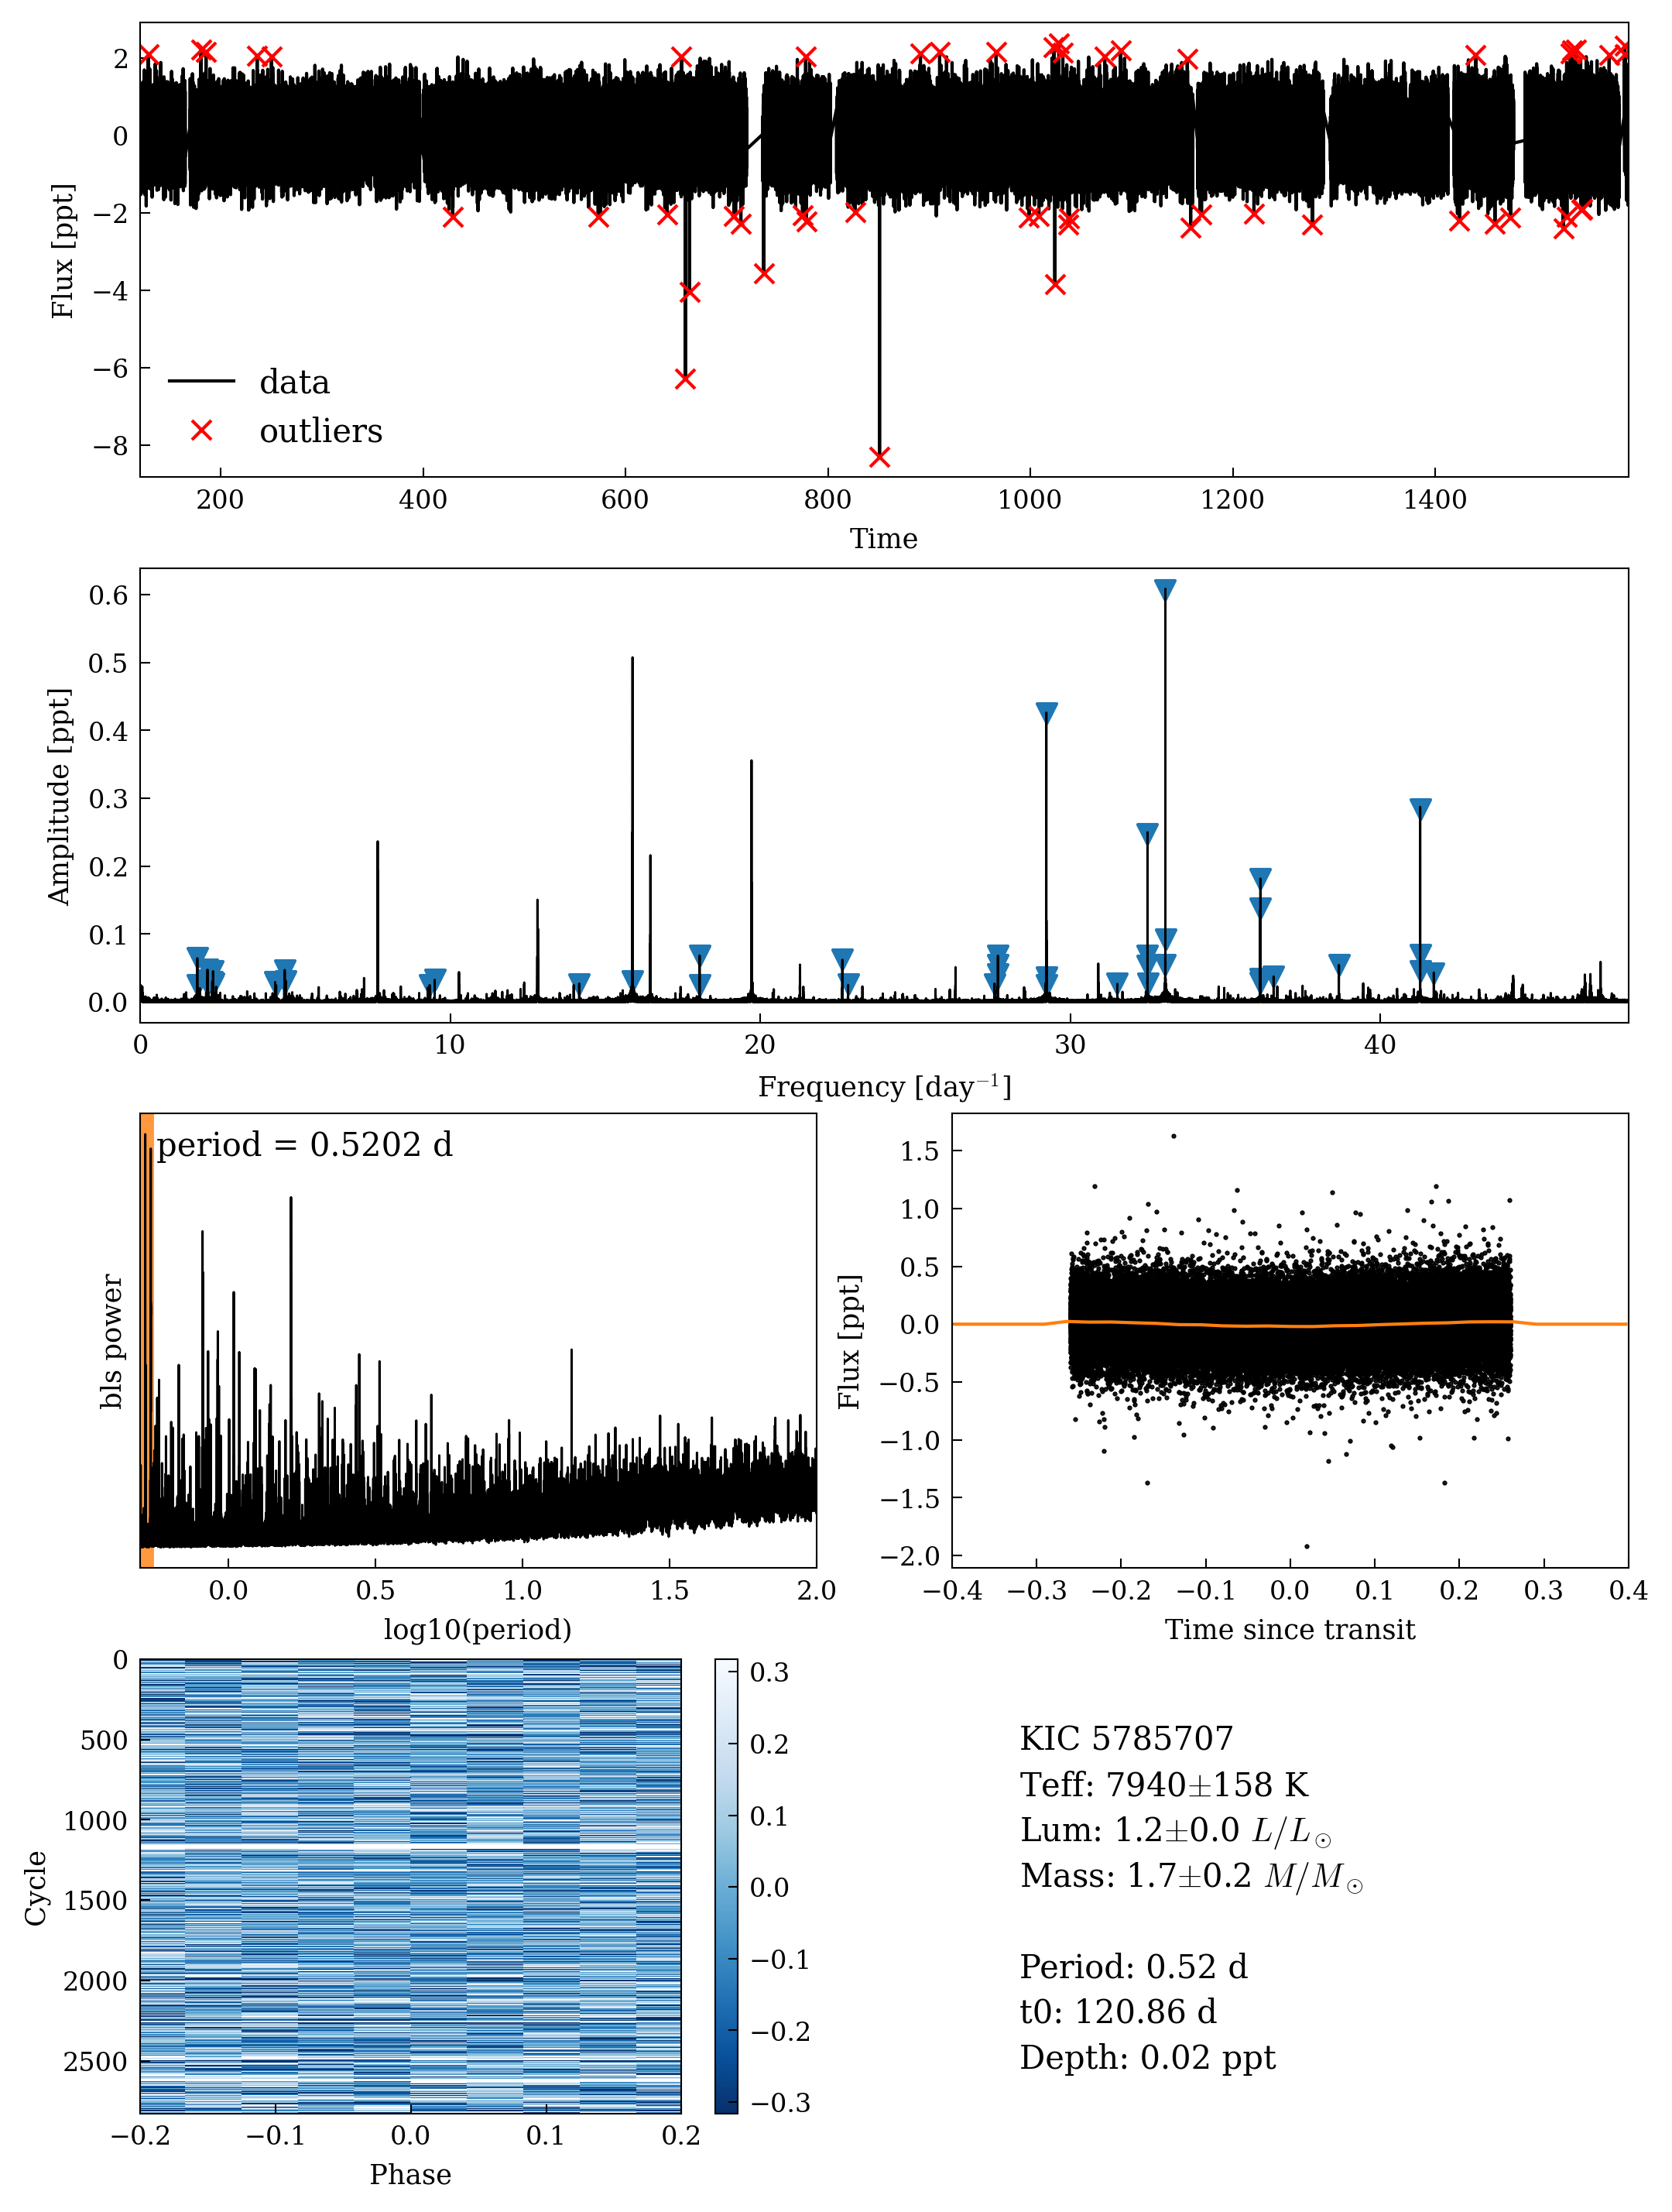 2
0
−2
−4
−6
−8
Flux [ppt]
data
outliers
200 400 600 800 1000 1200 1400
Time
0.6
0.5
0.4
0.3
0.2
0.1
0.0
Amplitude [ppt]
0 10 20 30 40
Frequency [day⁻¹]
period = 0.5202 d
bls power
0.0 0.5 1.0 1.5 2.0
log10(period)
1.5
1.0
0.5
0.0
−0.5
−1.0
−1.5
−2.0
Flux [ppt]
−0.4 −0.3 −0.2 −0.1 0.0 0.1 0.2 0.3 0.4
Time since transit
0
500
1000
1500
2000
2500
Cycle
−0.2 −0.1 0.0 0.1 0.2
Phase
0.3
0.2
0.1
0.0
−0.1
−0.2
−0.3
KIC 5785707
Teff: 7940±158 K
Lum: 1.2±0.0 L/L☉
Mass: 1.7±0.2 M/M☉
Period: 0.52 d
t0: 120.86 d
Depth: 0.02 ppt